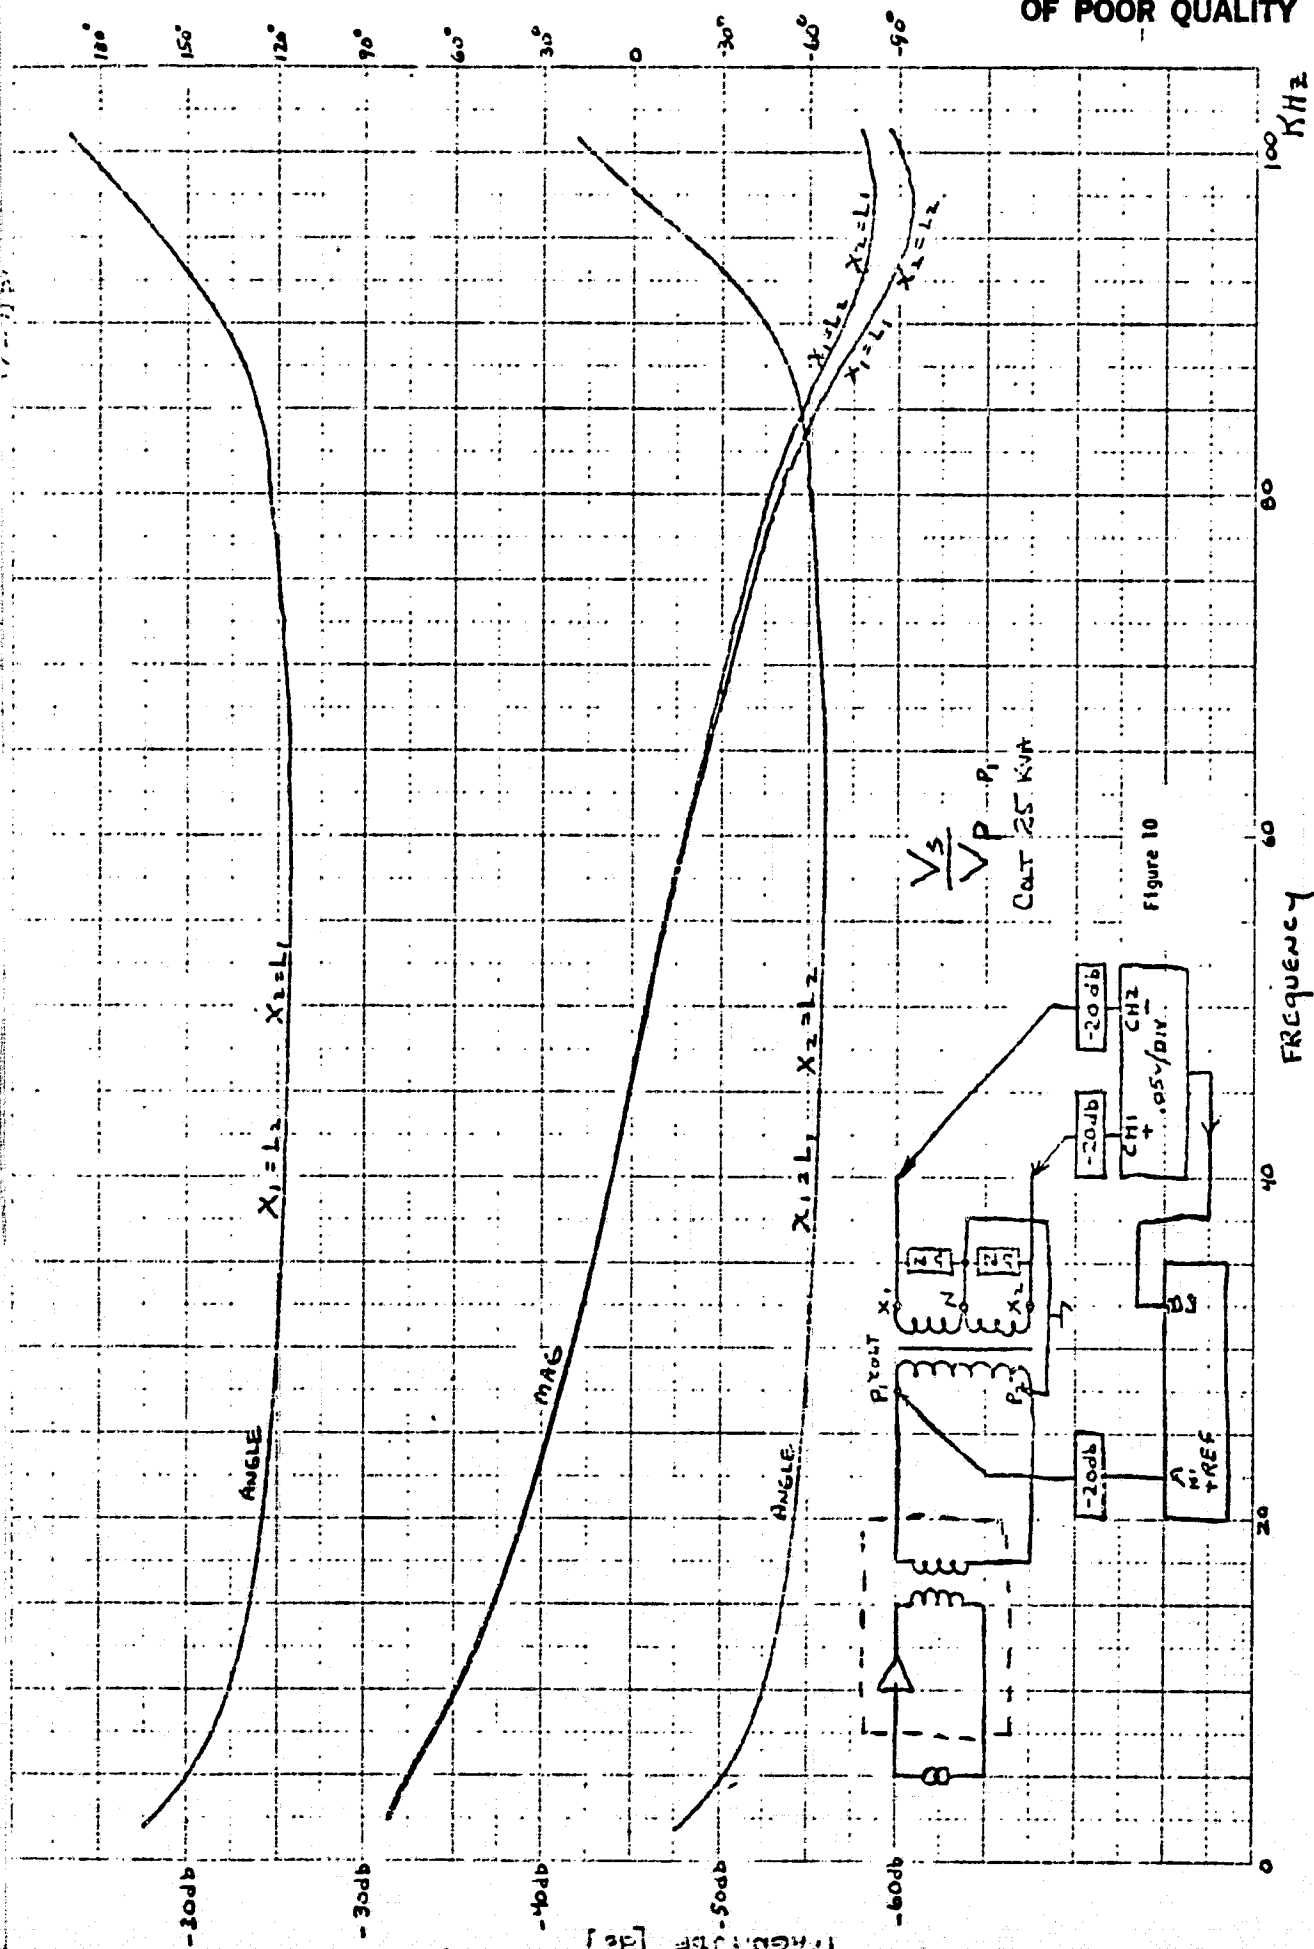 OF POOR QUALITY
180°
150°
120°
90°
60°
30°
0
-30°
-60°
-90°
-20db
-30db
-40db
-50db
-60db
ANGLE
X1 = L2 X2 = L1
MAG
ANGLE
X1 = L1 X2 = L2
X1 = L2 X2 = L1
X1 = L1 X2 = L2
VS
VP P1
COLT 25 KVA
Figure 10
P1 COLT
P2
X1
N
X2
-20db
-20db
-20db
CH1 CH2
+ -
.05V/DIV
A
+REF
0
20
40
60
80
100
KHz
FREQUENCY